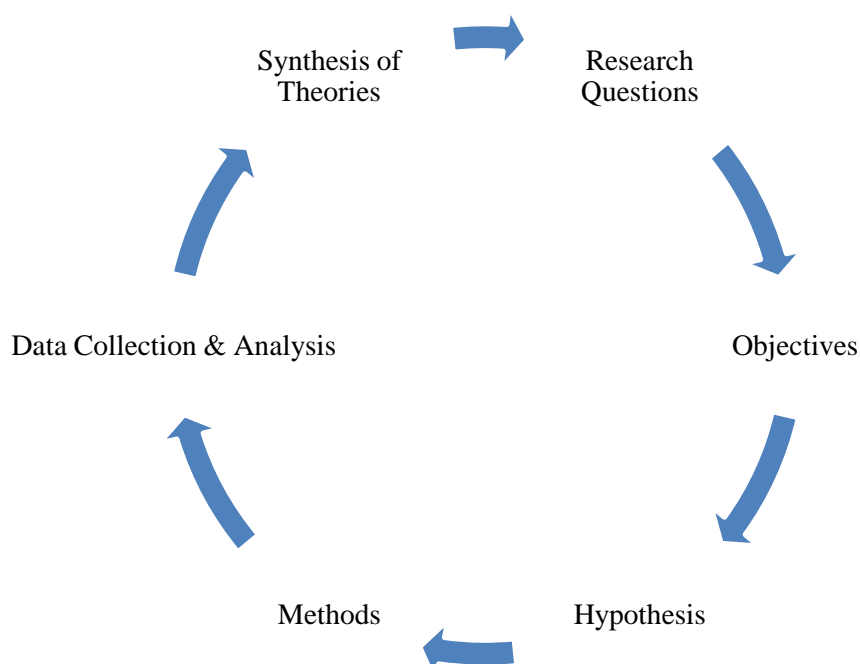 Synthesis of
Theories
Research
Questions
Data Collection & Analysis
Objectives
Methods
Hypothesis